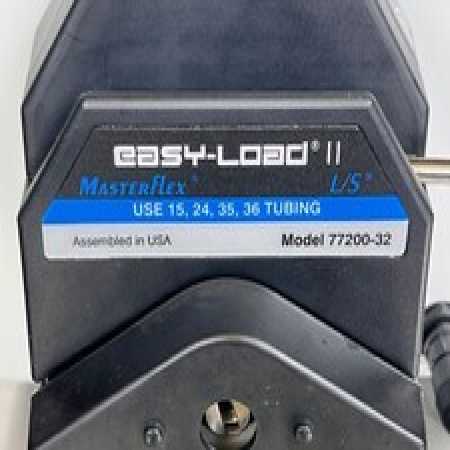 easy-Load® II
MASTERFLEX® L/S®
USE 15, 24, 35, 36 TUBING
Assembled in USA Model 77200-32